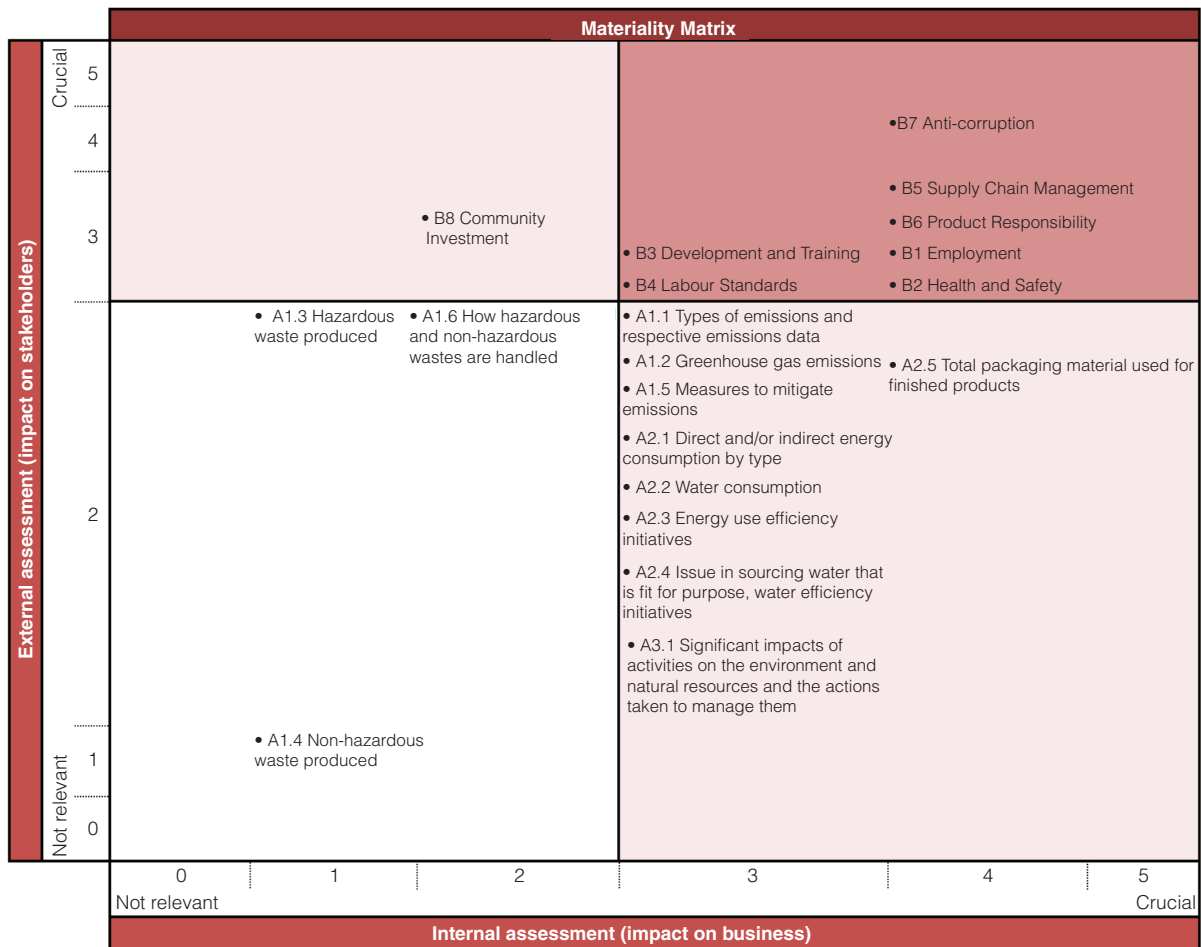 Materiality Matrix
External assessment (impact on stakeholders)
Crucial
5
4
3
2
1
0
Not relevant
•B7 Anti-corruption
• B5 Supply Chain Management
• B8 Community
Investment
• B6 Product Responsibility
• B3 Development and Training
• B1 Employment
• B4 Labour Standards
• B2 Health and Safety
• A1.3 Hazardous
waste produced
• A1.6 How hazardous
and non-hazardous
wastes are handled
• A1.1 Types of emissions and
respective emissions data
• A1.2 Greenhouse gas emissions
• A2.5 Total packaging material used for
finished products
• A1.5 Measures to mitigate
emissions
• A2.1 Direct and/or indirect energy
consumption by type
• A2.2 Water consumption
• A2.3 Energy use efficiency
initiatives
• A2.4 Issue in sourcing water that
is fit for purpose, water efficiency
initiatives
• A3.1 Significant impacts of
activities on the environment and
natural resources and the actions
taken to manage them
• A1.4 Non-hazardous
waste produced
0 1 2 3 4 5
Not relevant Crucial
Internal assessment (impact on business)